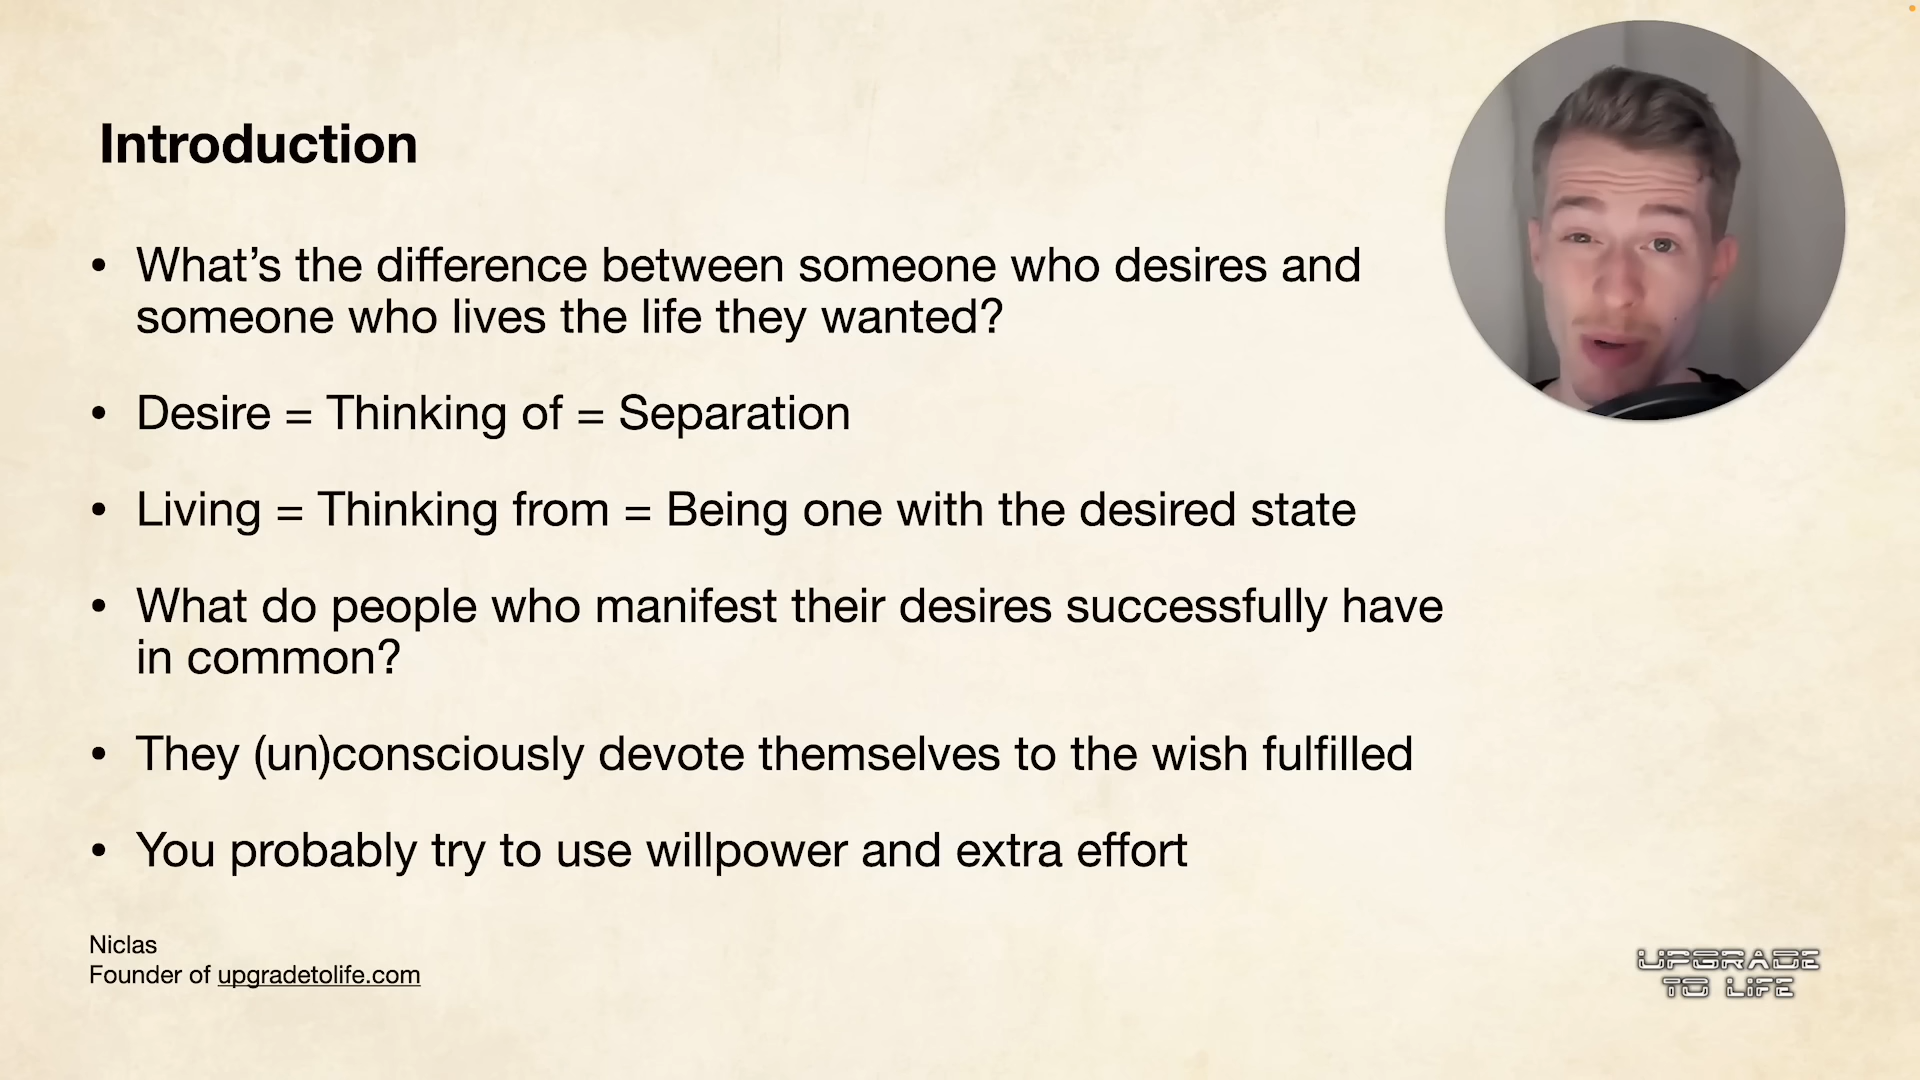 Introduction
• What’s the difference between someone who desires and
someone who lives the life they wanted?
• Desire = Thinking of = Separation
• Living = Thinking from = Being one with the desired state
• What do people who manifest their desires successfully have
in common?
• They (un)consciously devote themselves to the wish fulfilled
• You probably try to use willpower and extra effort
Niclas
Founder of upgradetolife.com
UPGRADE
TO LIFE